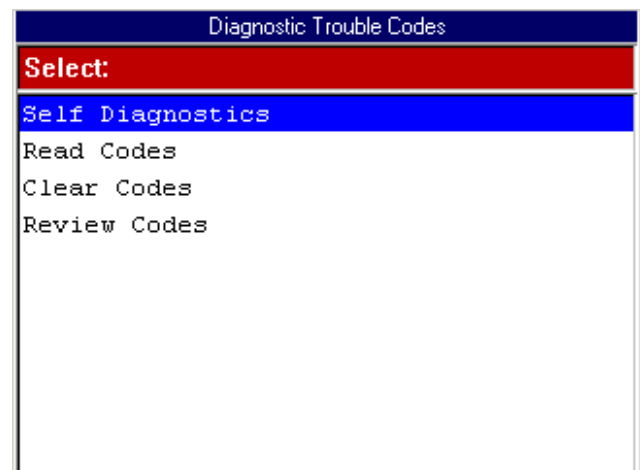 Diagnostic Trouble Codes
Select:
Self Diagnostics
Read Codes
Clear Codes
Review Codes